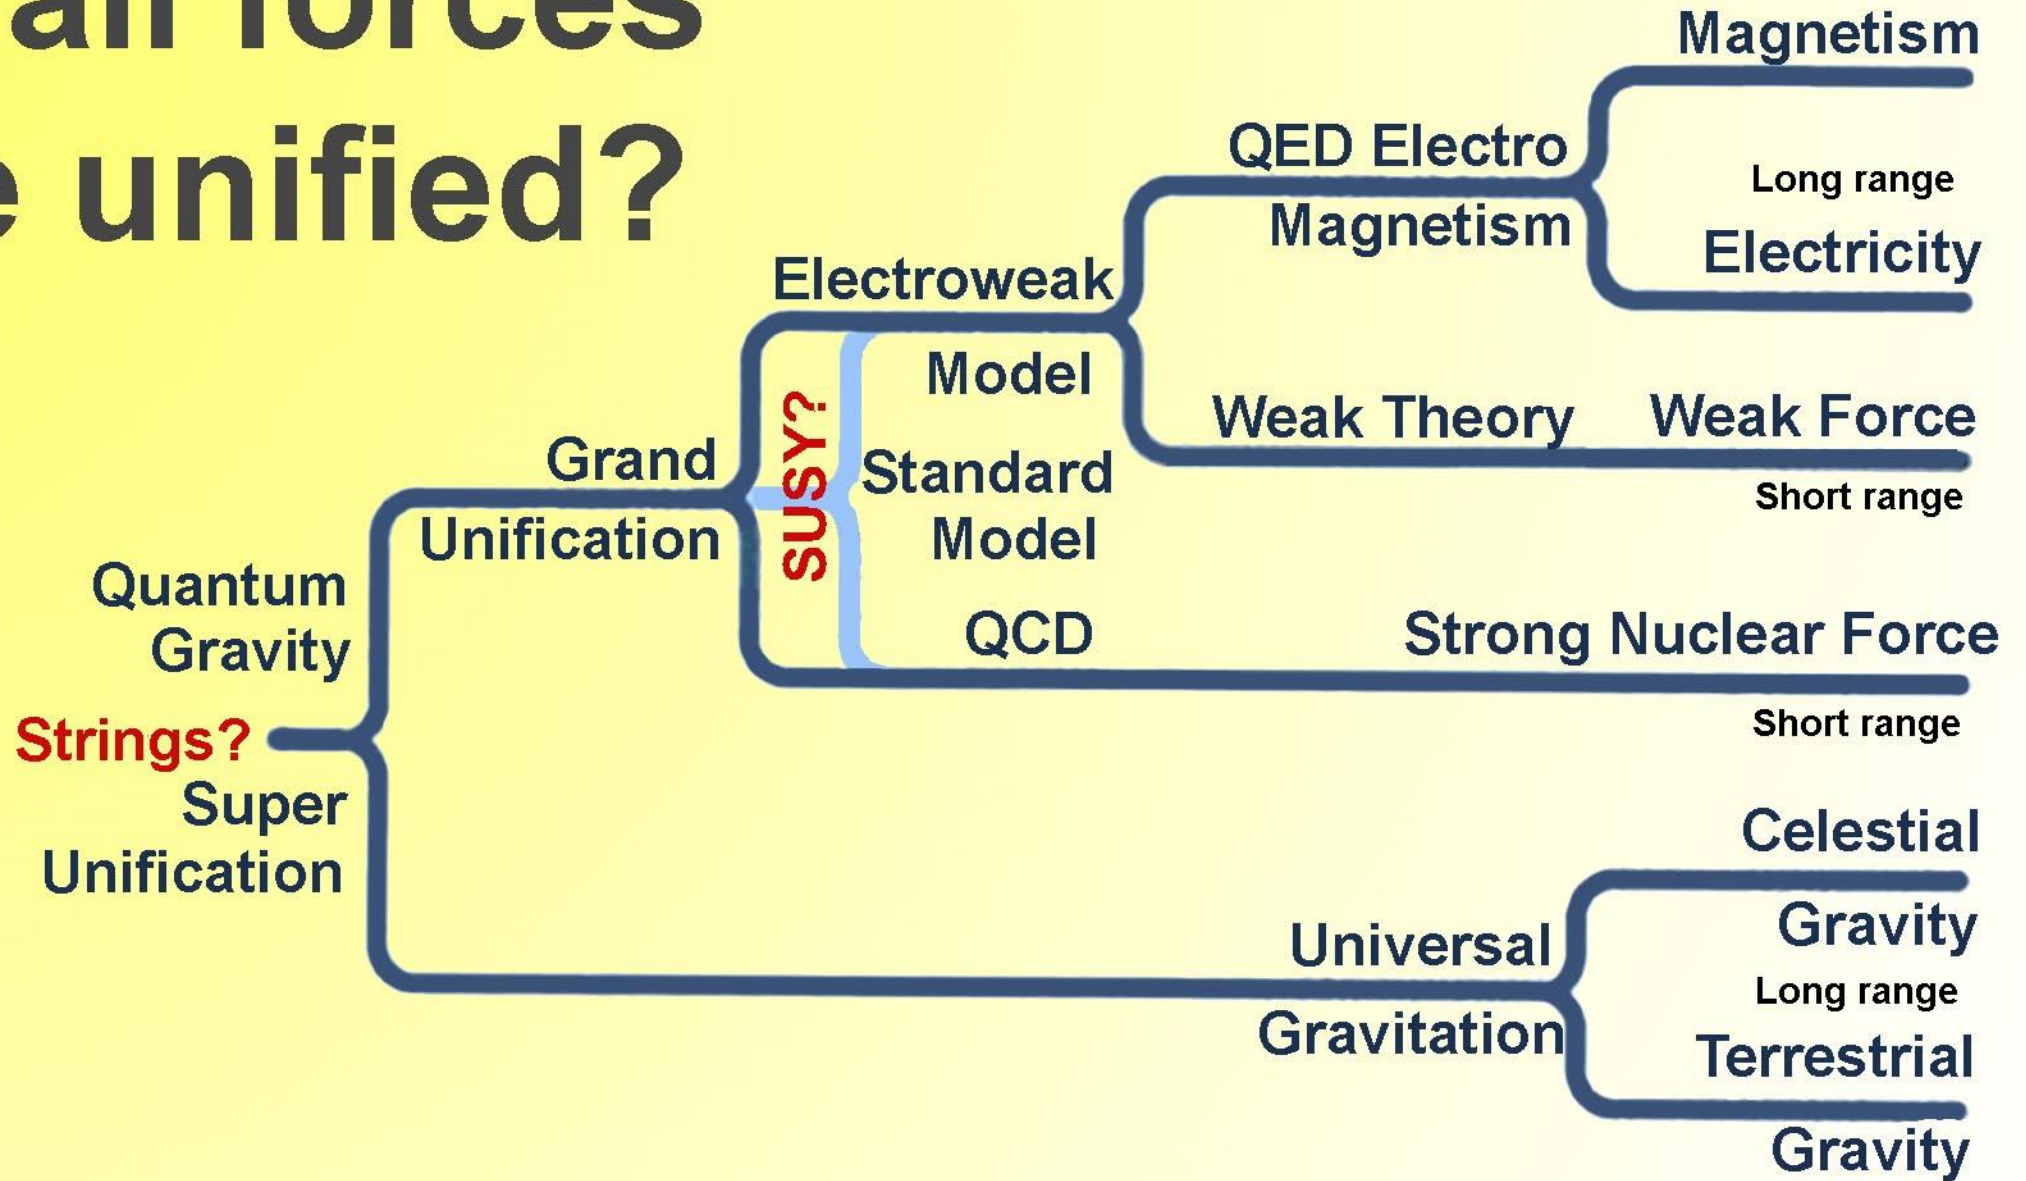 all forces
e unified?
Magnetism
QED Electro
Magnetism
Long range
Electricity
Electroweak
Model
Weak Theory
Weak Force
Short range
SUSY?
Standard
Model
Grand
Unification
QCD
Strong Nuclear Force
Short range
Quantum
Gravity
Strings?
Super
Unification
Celestial
Gravity
Universal
Gravitation
Long range
Terrestrial
Gravity